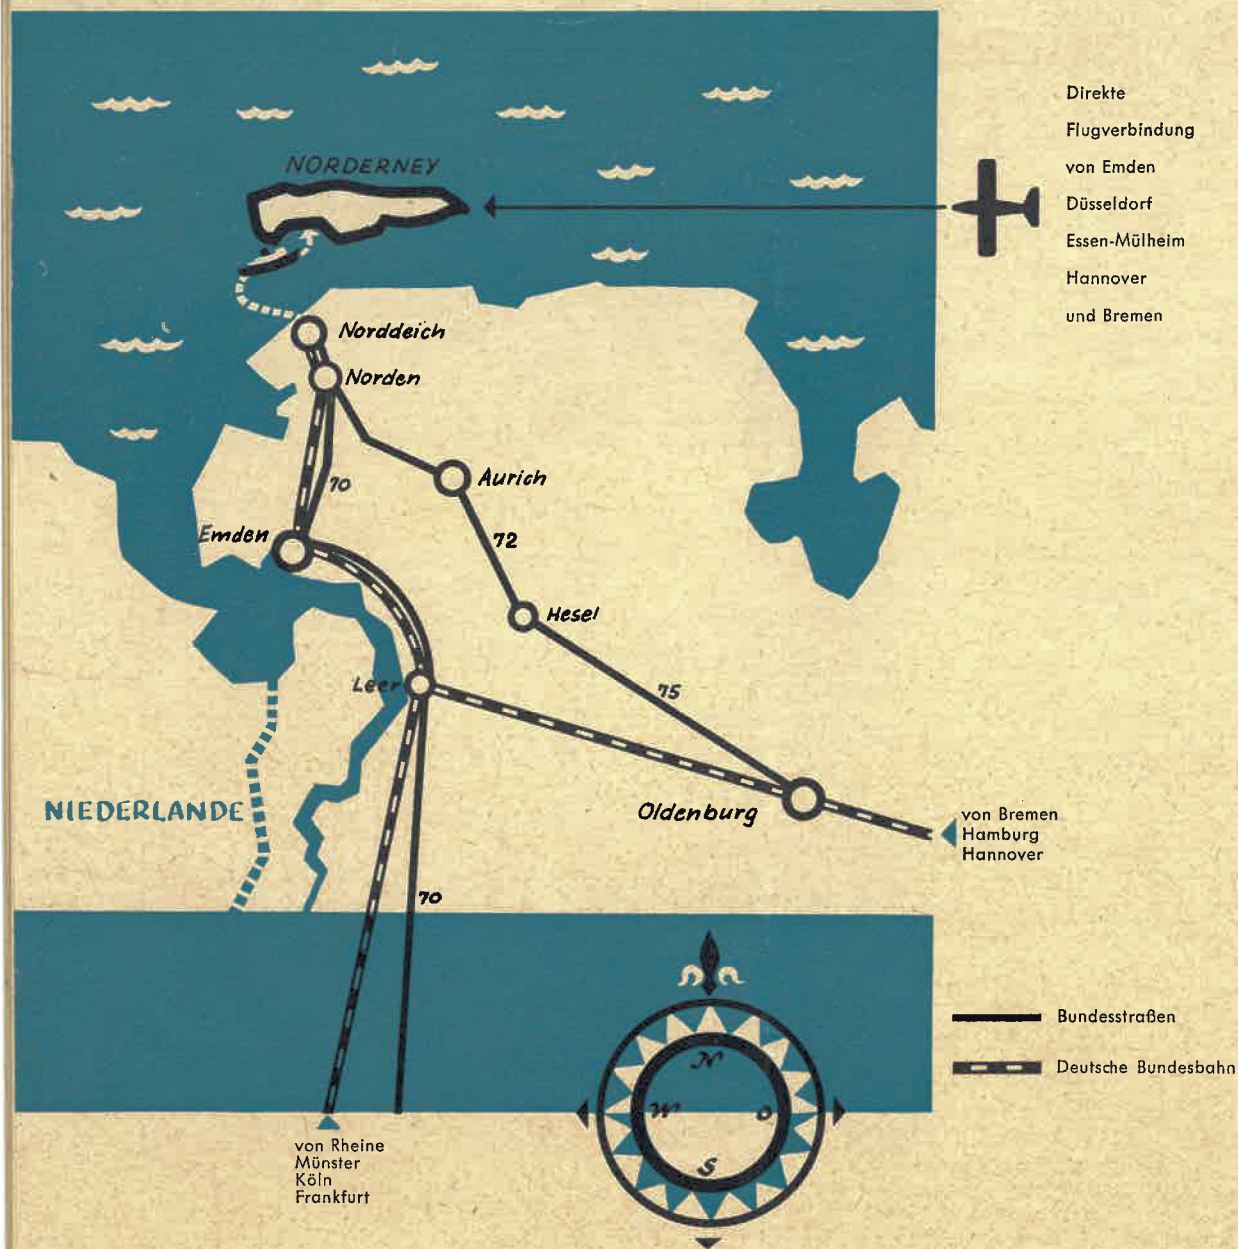 Direkte
Flugverbindung
von Emden
Düsseldorf
Essen-Mülheim
Hannover
und Bremen
NORDERNEY
Norddeich
Norden
Aurich
70
Emden
72
Hesel
Leer
75
NIEDERLANDE
Oldenburg
von Bremen
Hamburg
Hannover
70
N
W
O
S
Bundesstraßen
Deutsche Bundesbahn
von Rheine
Münster
Köln
Frankfurt